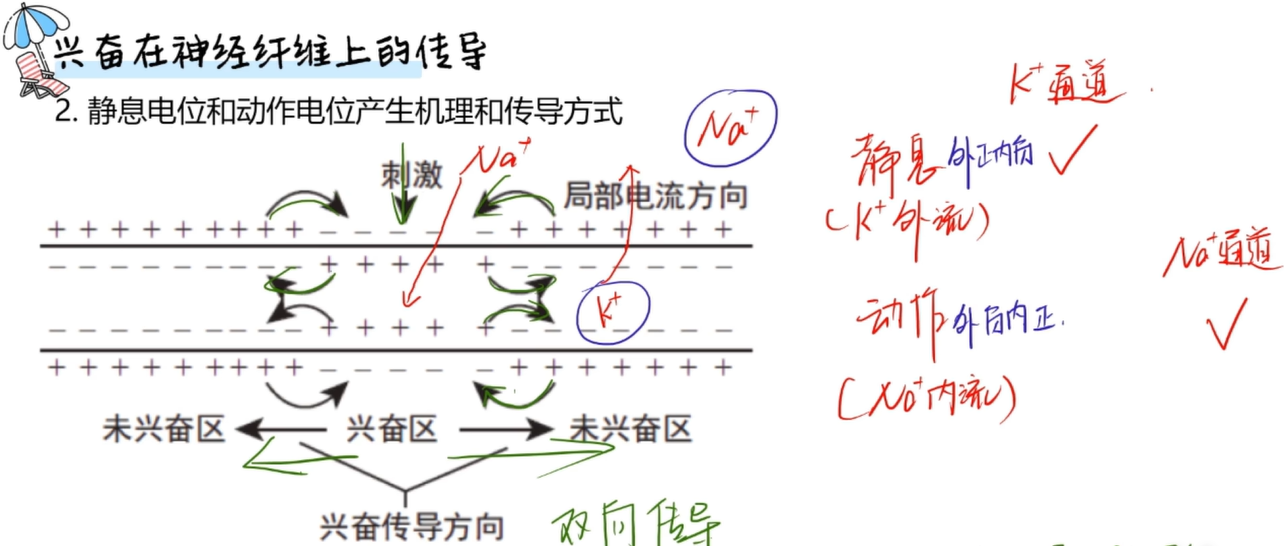 兴奋在神经纤维上的传导
2. 静息电位和动作电位产生机理和传导方式
K⁺通道
Na⁺
Na⁺
静息 外正内负 ✓
刺激
局部电流方向
(K⁺外流)
+ + + + + + + + + + − − − − − + + + + + + +
− − − − − − − − − − + + + + + − − − − − − −
Na⁺通道
K⁺
动作 外负内正.
✓
− − − − − − − − − − + + + + + − − − − − − −
+ + + + + + + + + + − − − − − + + + + + + +
(Na⁺内流)
未兴奋区 兴奋区 未兴奋区
兴奋传导方向
双向传导